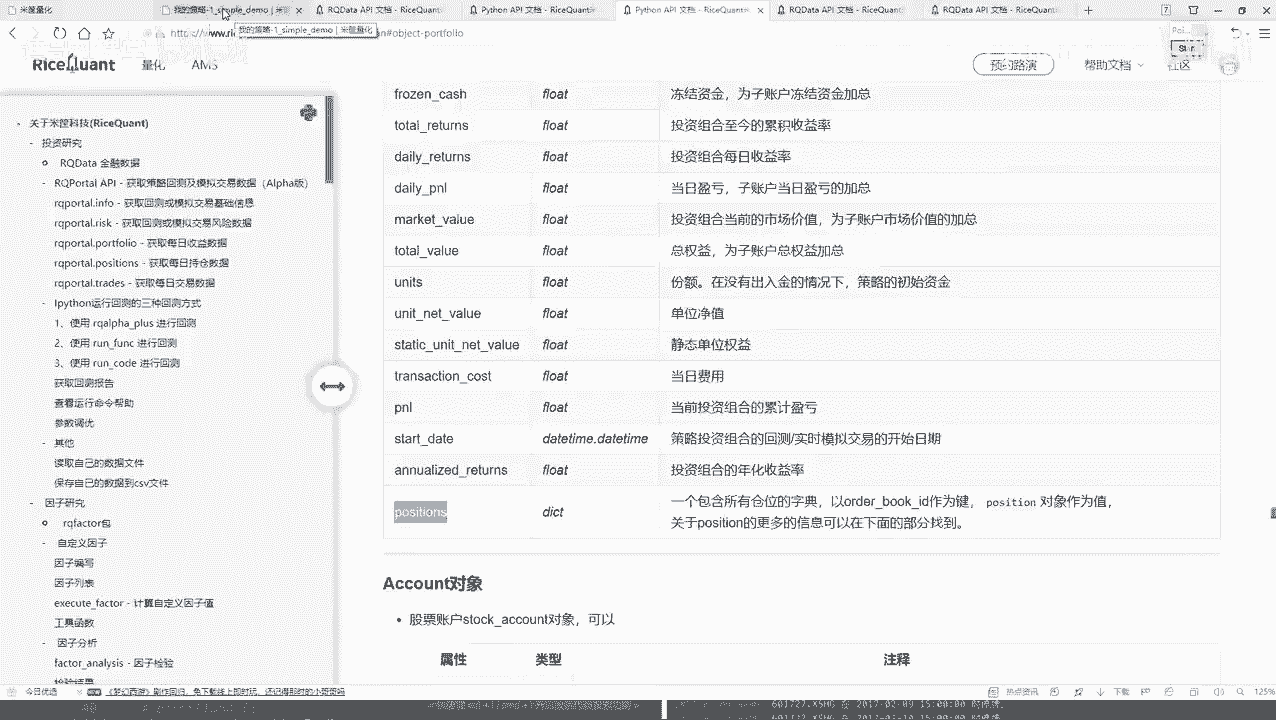 米筐量化
我的策略-1_simple_demo | 米筐
RQData API 文档 - RiceQuant
Python API 文档 - RiceQuant
Python API 文档 - RiceQuant
RQData API 文档 - RiceQuant
RQData API 文档 - RiceQuant
我的策略-1_simple_demo | 米筐量化
#object-portfolio
RiceQuant
量化
AMS
预约路演
帮助文档
社区
关于米筐科技(RiceQuant)
投资研究
RQData 金融数据
RQPortal API - 获取策略回测及模拟交易数据（Alpha版）
rqportal.info - 获取回测或模拟交易基础信息
rqportal.risk - 获取回测或模拟交易风险数据
rqportal.portfolio - 获取每日收益数据
rqportal.positions - 获取每日持仓数据
rqportal.trades - 获取每日交易数据
Ipython运行回测的三种回测方式
1、使用 rqalpha_plus 进行回测
2、使用 run_func 进行回测
3、使用 run_code 进行回测
获取回测报告
查看运行命令帮助
参数调优
其他
读取自己的数据文件
保存自己的数据到csv文件
因子研究
rqfactor包
自定义因子
因子编写
因子列表
execute_factor - 计算自定义因子值
工具函数
因子分析
factor_analysis - 因子检验
检验结果
frozen_cash float 冻结资金，为子账户冻结资金加总
total_returns float 投资组合至今的累积收益率
daily_returns float 投资组合每日收益率
daily_pnl float 当日盈亏，子账户当日盈亏的加总
market_value float 投资组合当前的市场价值，为子账户市场价值的加总
total_value float 总权益，为子账户总权益加总
units float 份额。在没有出入金的情况下，策略的初始资金
unit_net_value float 单位净值
static_unit_net_value float 静态单位权益
transaction_cost float 当日费用
pnl float 当前投资组合的累计盈亏
start_date datetime.datetime 策略投资组合的回测/实时模拟交易的开始日期
annualized_returns float 投资组合的年化收益率
positions dict 一个包含所有仓位的字典，以order_book_id作为键， position 对象作为值，
关于position的更多的信息可以在下面的部分找到。
Account对象
股票账户stock_account对象，可以
属性 类型 注释
今日优选
热点资讯
下载
125%